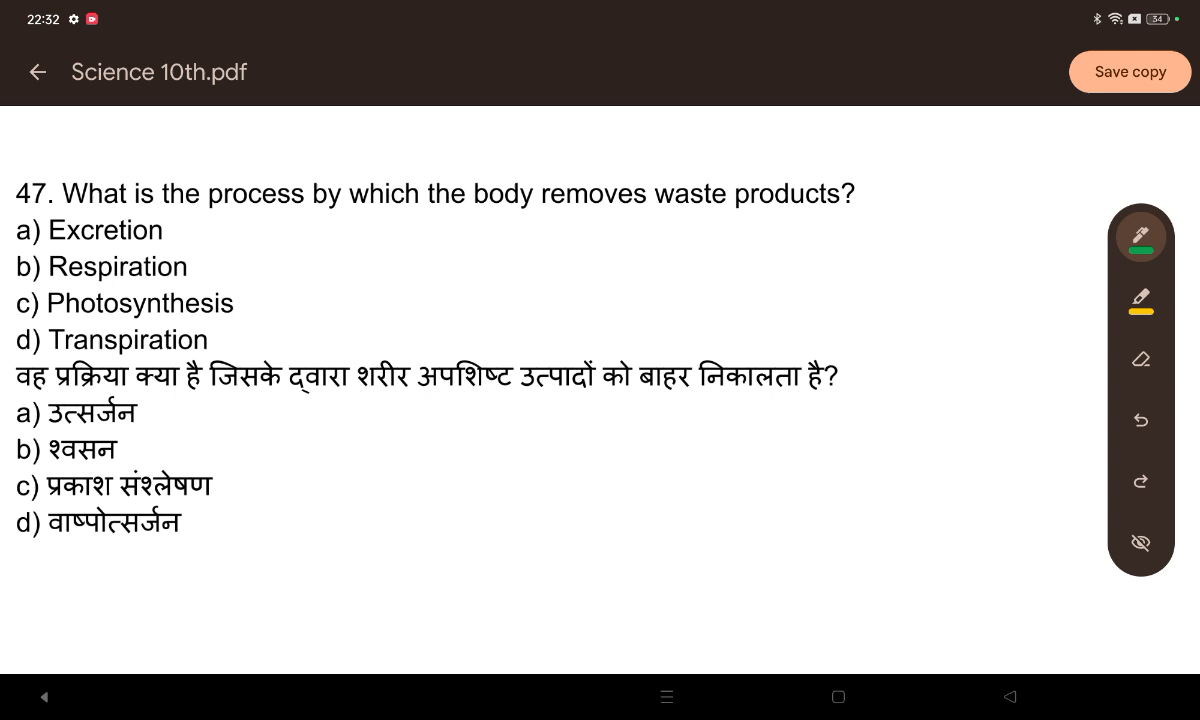 22:32
34
Science 10th.pdf
Save copy
47. What is the process by which the body removes waste products?
a) Excretion
b) Respiration
c) Photosynthesis
d) Transpiration
वह प्रक्रिया क्या है जिसके द्वारा शरीर अपशिष्ट उत्पादों को बाहर निकालता है?
a) उत्सर्जन
b) श्वसन
c) प्रकाश संश्लेषण
d) वाष्पोत्सर्जन